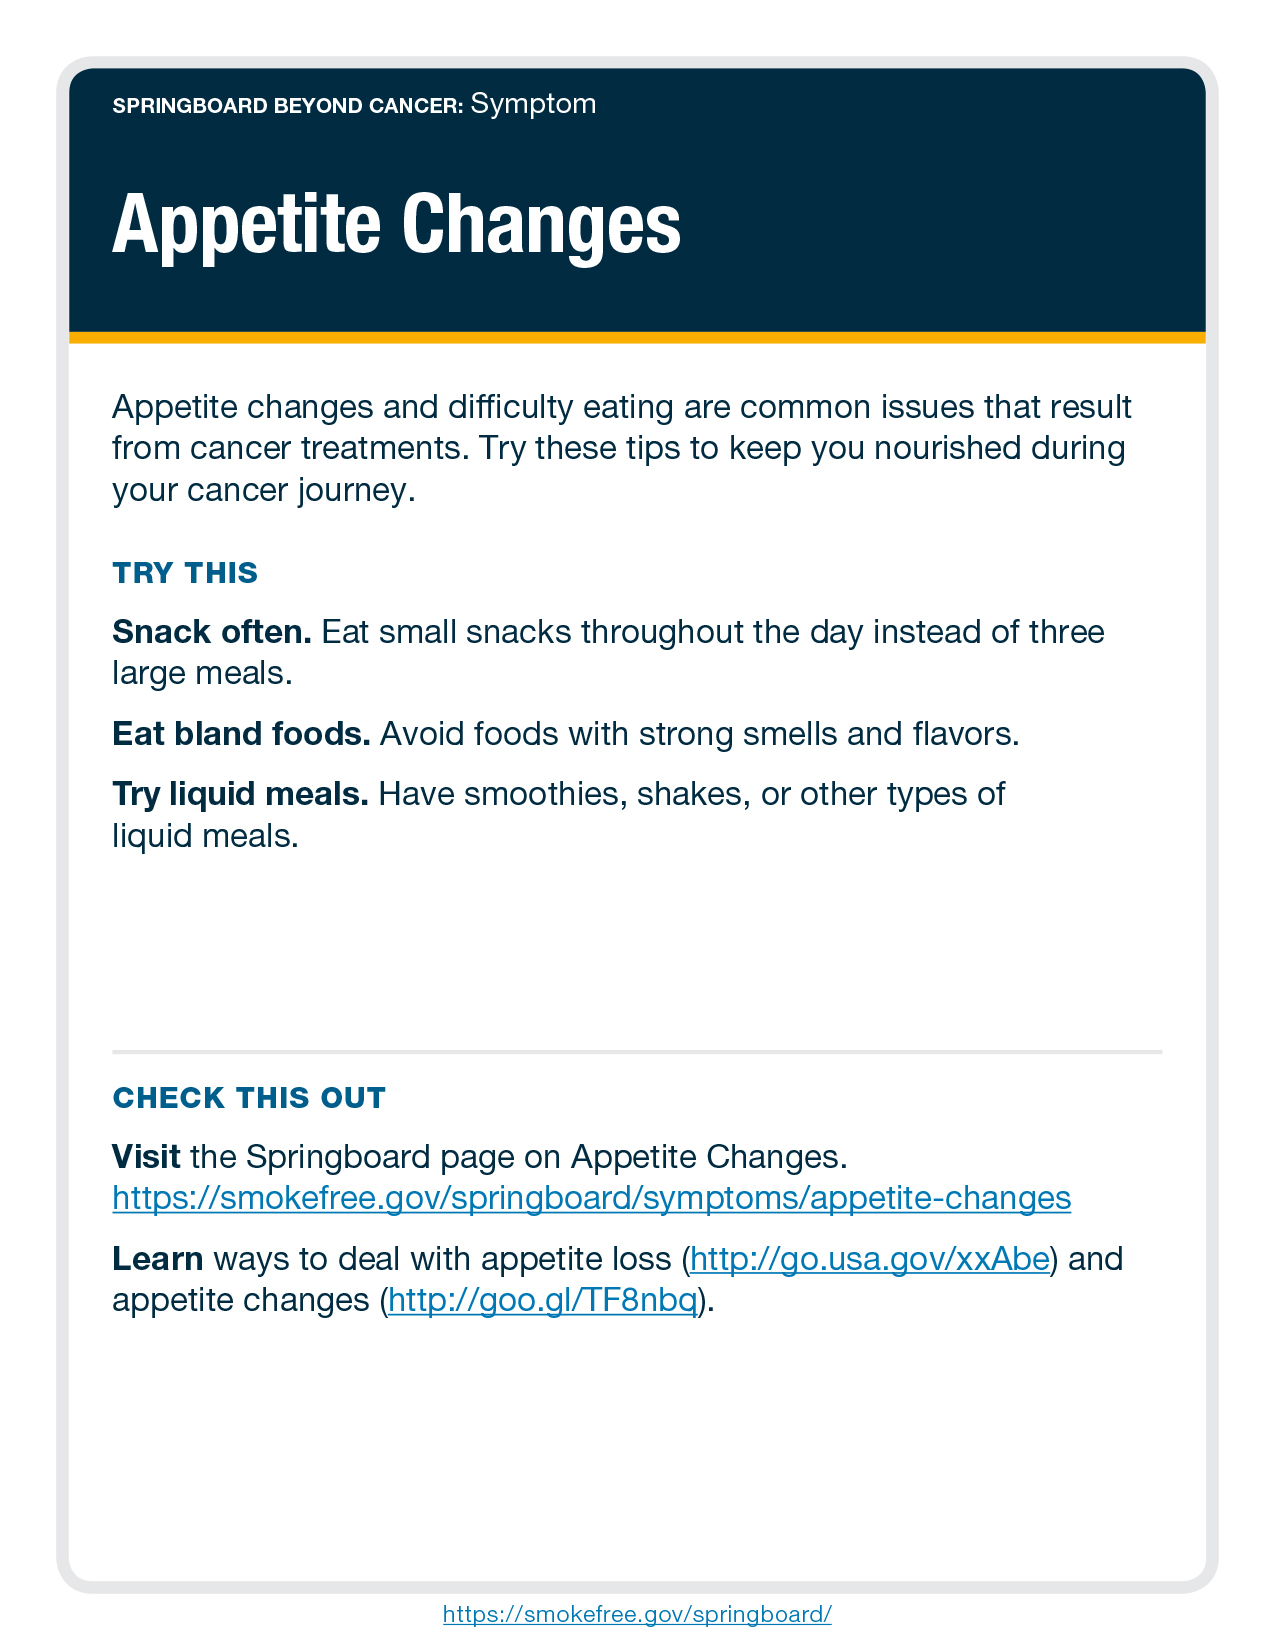 SPRINGBOARD BEYOND CANCER: Symptom
Appetite Changes
Appetite changes and difficulty eating are common issues that result
from cancer treatments. Try these tips to keep you nourished during
your cancer journey.
TRY THIS
Snack often. Eat small snacks throughout the day instead of three
large meals.
Eat bland foods. Avoid foods with strong smells and flavors.
Try liquid meals. Have smoothies, shakes, or other types of
liquid meals.
CHECK THIS OUT
Visit the Springboard page on Appetite Changes.
https://smokefree.gov/springboard/symptoms/appetite-changes
Learn ways to deal with appetite loss (http://go.usa.gov/xxAbe) and
appetite changes (http://goo.gl/TF8nbq).
https://smokefree.gov/springboard/